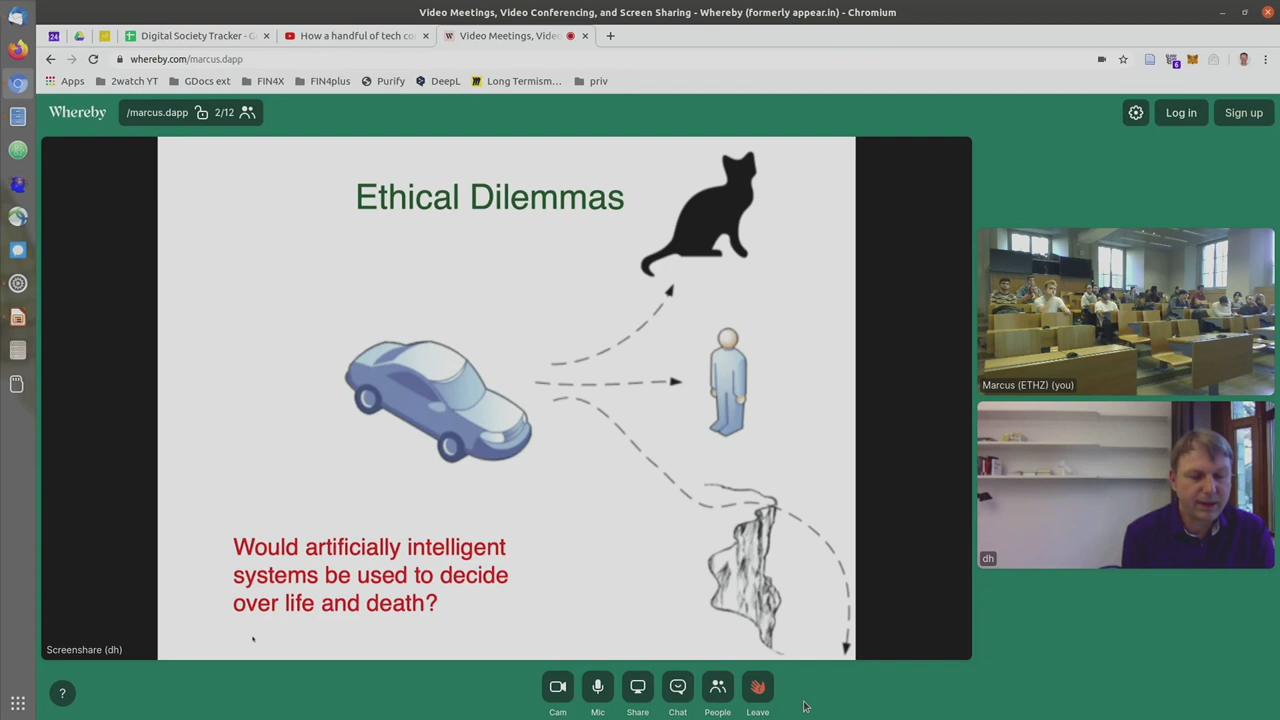 Video Meetings, Video Conferencing, and Screen Sharing - Whereby (formerly appear.in) - Chromium
24
Digital Society Tracker - G
How a handful of tech co
Video Meetings, Vide
whereby.com/marcus.dapp
6
Apps
2watch YT
GDocs ext
FIN4X
FIN4plus
Purify
DeepL
Long Termism...
priv
Whereby
/marcus.dapp
2/12
Log in
Sign up
Ethical Dilemmas
Would artificially intelligent
systems be used to decide
over life and death?
Screenshare (dh)
Marcus (ETHZ) (you)
dh
?
Cam
Mic
Share
Chat
People
Leave